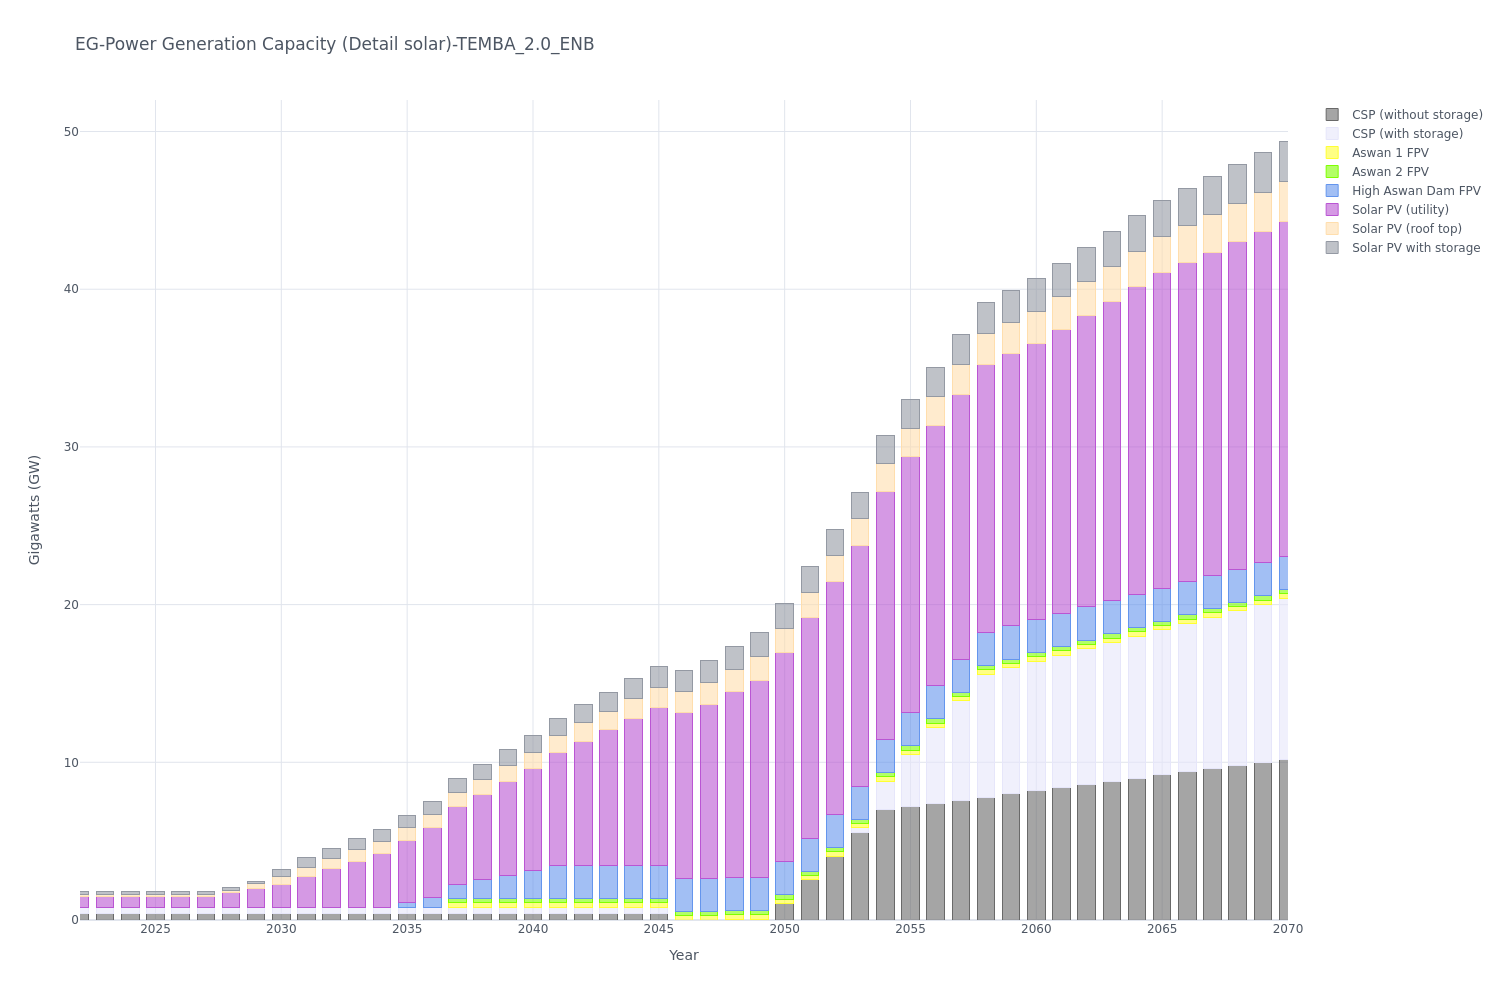 EG-Power Generation Capacity (Detail solar)-TEMBA_2.0_ENB
CSP (without storage)
CSP (with storage)
Aswan 1 FPV
Aswan 2 FPV
High Aswan Dam FPV
Solar PV (utility)
Solar PV (roof top)
Solar PV with storage
Gigawatts (GW)
50
40
30
20
10
0
2025 2030 2035 2040 2045 2050 2055 2060 2065 2070
Year